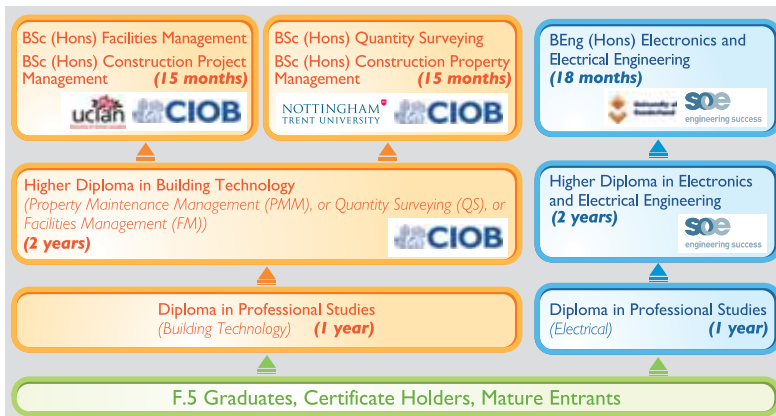 BSc (Hons) Facilities Management
BSc (Hons) Construction Project
Management (15 months)
uclan CIOB
BSc (Hons) Quantity Surveying
BSc (Hons) Construction Property
Management (15 months)
NOTTINGHAM
TRENT UNIVERSITY
CIOB
BEng (Hons) Electronics and
Electrical Engineering
(18 months)
University of
Sunderland
soe
engineering success
Higher Diploma in Building Technology
(Property Maintenance Management (PMM), or Quantity Surveying (QS), or
Facilities Management (FM))
(2 years)
CIOB
Higher Diploma in Electronics
and Electrical Engineering
(2 years)
soe
engineering success
Diploma in Professional Studies
(Building Technology) (1 year)
Diploma in Professional Studies
(Electrical) (1 year)
F.5 Graduates, Certificate Holders, Mature Entrants